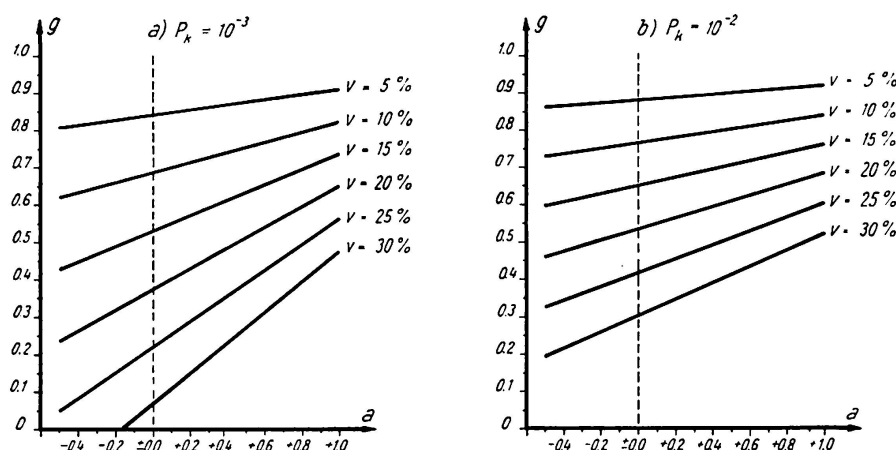 g
a) Pₖ = 10⁻³
1.0
0.9
0.8
0.7
0.6
0.5
0.4
0.3
0.2
0.1
0
v = 5 %
v = 10 %
v = 15 %
v = 20 %
v = 25 %
v = 30 %
a
-0.4 -0.2 ±0.0 +0.2 +0.4 +0.6 +0.8 +1.0
g
b) Pₖ = 10⁻²
1.0
0.9
0.8
0.7
0.6
0.5
0.4
0.3
0.2
0.1
0
v = 5 %
v = 10 %
v = 15 %
v = 20 %
v = 25 %
v = 30 %
a
-0.4 -0.2 ±0.0 +0.2 +0.4 +0.6 +0.8 +1.0